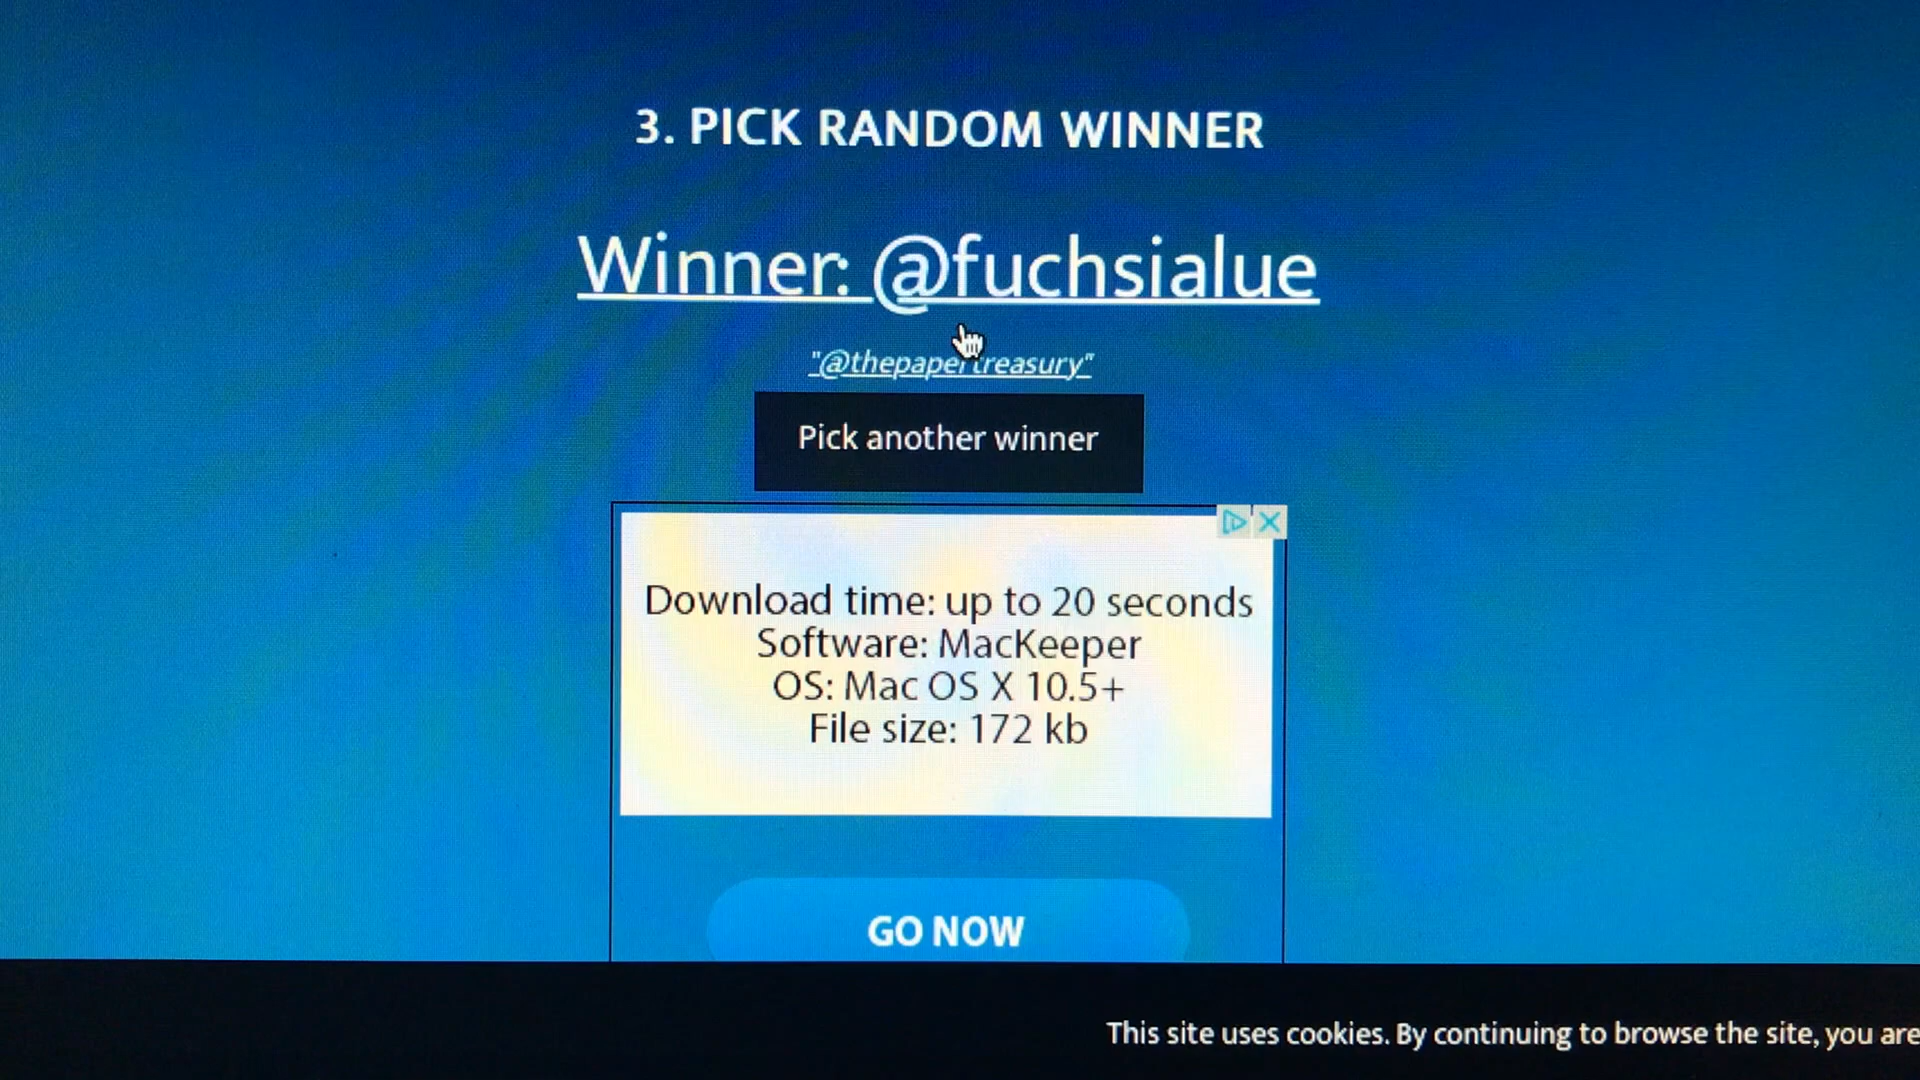 3. PICK RANDOM WINNER
Winner: @fuchsialue
"@thepapertreasury"
Pick another winner
Download time: up to 20 seconds
Software: MacKeeper
OS: Mac OS X 10.5+
File size: 172 kb
GO NOW
This site uses cookies. By continuing to browse the site, you are